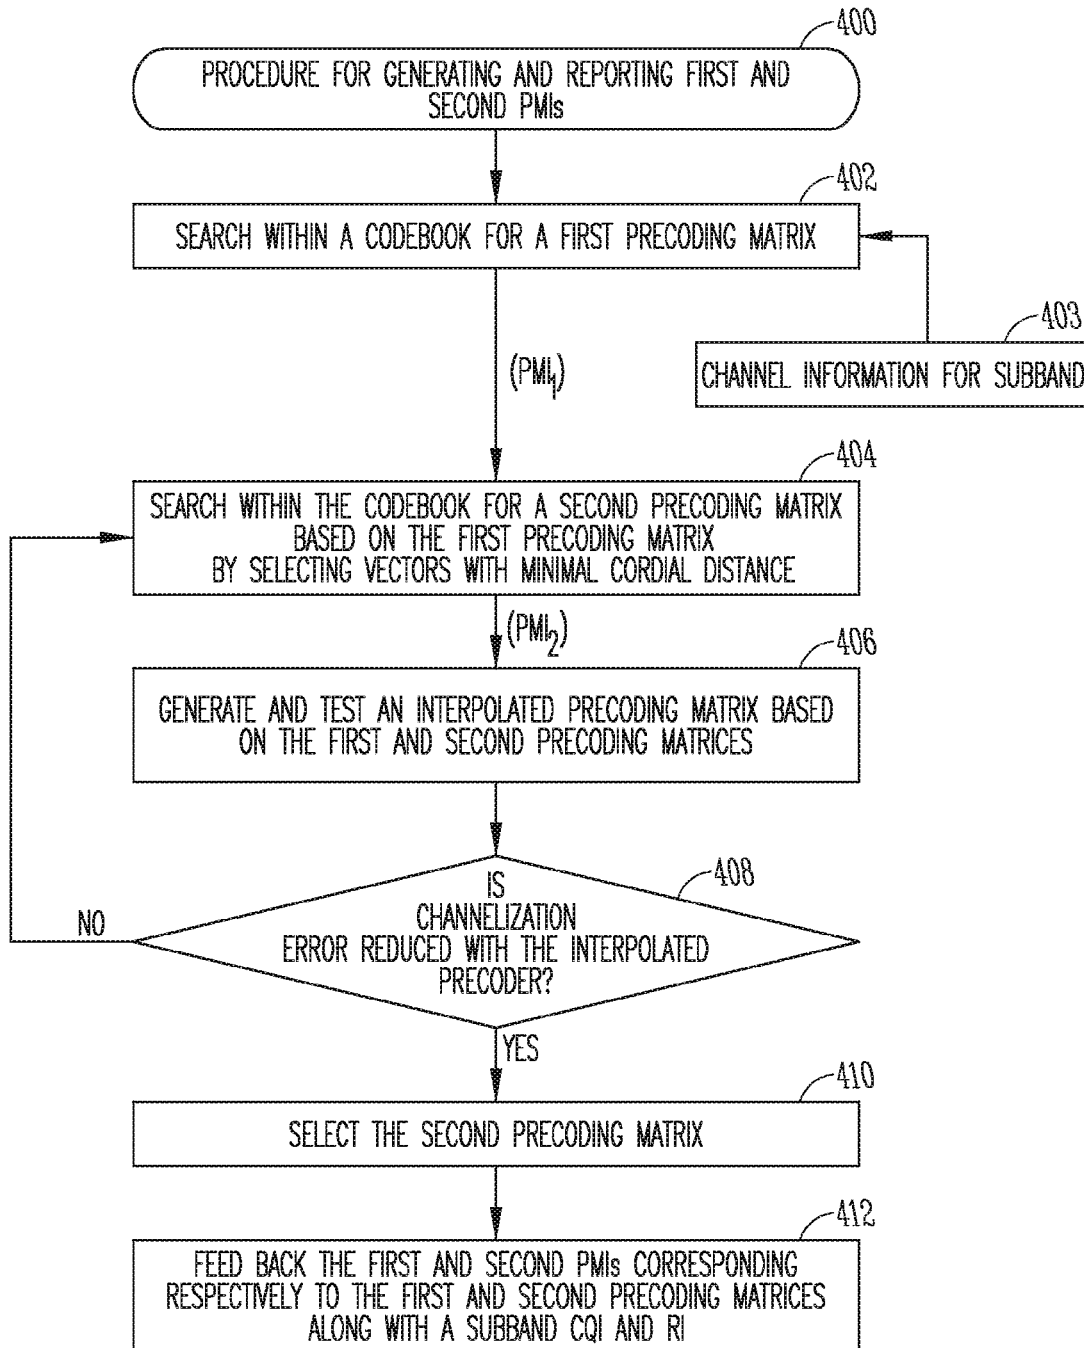 400
PROCEDURE FOR GENERATING AND REPORTING FIRST AND
SECOND PMIs
402
SEARCH WITHIN A CODEBOOK FOR A FIRST PRECODING MATRIX
403
CHANNEL INFORMATION FOR SUBBAND
(PMI1)
404
SEARCH WITHIN THE CODEBOOK FOR A SECOND PRECODING MATRIX
BASED ON THE FIRST PRECODING MATRIX
BY SELECTING VECTORS WITH MINIMAL CORDIAL DISTANCE
(PMI2)
406
GENERATE AND TEST AN INTERPOLATED PRECODING MATRIX BASED
ON THE FIRST AND SECOND PRECODING MATRICES
408
IS
CHANNELIZATION
ERROR REDUCED WITH THE INTERPOLATED
PRECODER?
NO
YES
410
SELECT THE SECOND PRECODING MATRIX
412
FEED BACK THE FIRST AND SECOND PMIs CORRESPONDING
RESPECTIVELY TO THE FIRST AND SECOND PRECODING MATRICES
ALONG WITH A SUBBAND CQI AND RI